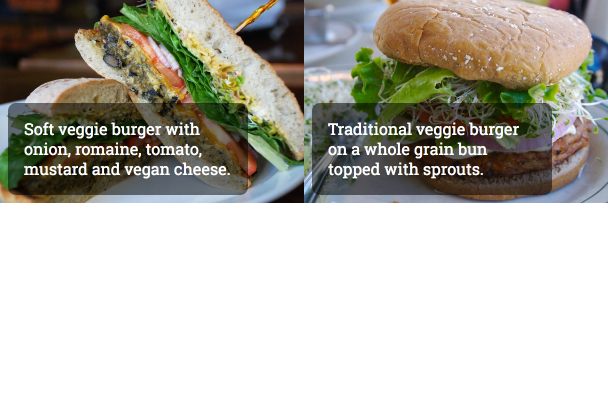 Soft veggie burger with
onion, romaine, tomato,
mustard and vegan cheese.
Traditional veggie burger
on a whole grain bun
topped with sprouts.